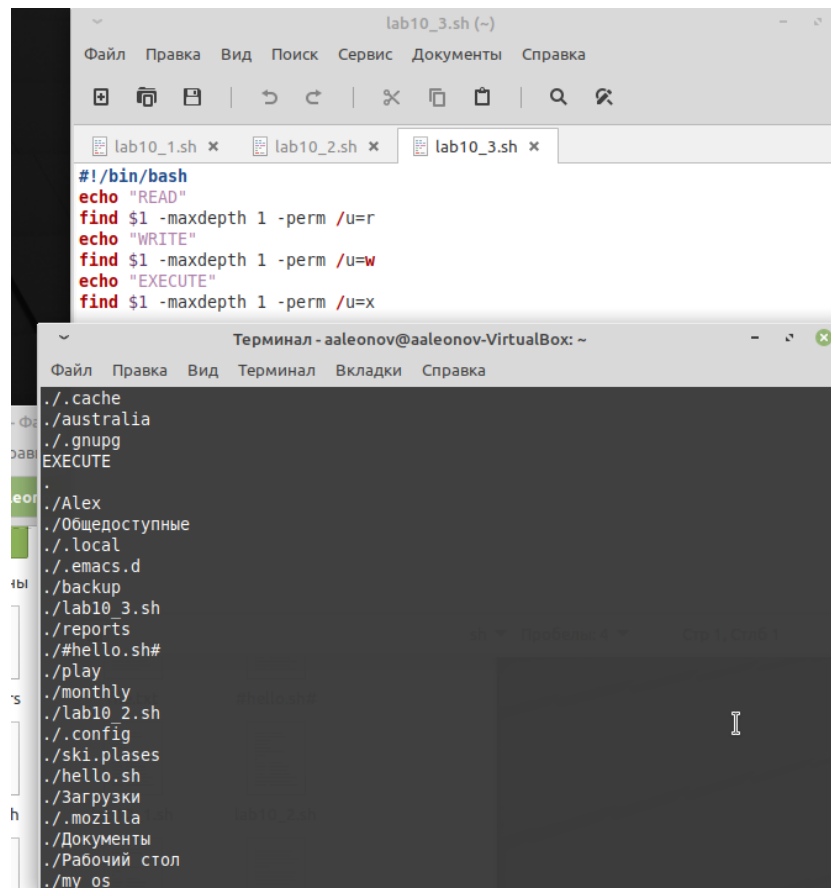 lab10_3.sh (~)
Файл Правка Вид Поиск Сервис Документы Справка
lab10_1.sh × lab10_2.sh × lab10_3.sh ×
#!/bin/bash
echo "READ"
find $1 -maxdepth 1 -perm /u=r
echo "WRITE"
find $1 -maxdepth 1 -perm /u=w
echo "EXECUTE"
find $1 -maxdepth 1 -perm /u=x
Терминал - aaleonov@aaleonov-VirtualBox: ~
Файл Правка Вид Терминал Вкладки Справка
./.cache
./australia
./.gnupg
EXECUTE
.
./Alex
./Общедоступные
./.local
./.emacs.d
./backup
./lab10_3.sh
./reports
./#hello.sh#
./play
./monthly
./lab10_2.sh
./.config
./ski.plases
./hello.sh
./Загрузки
./.mozilla
./Документы
./Рабочий стол
./my_os